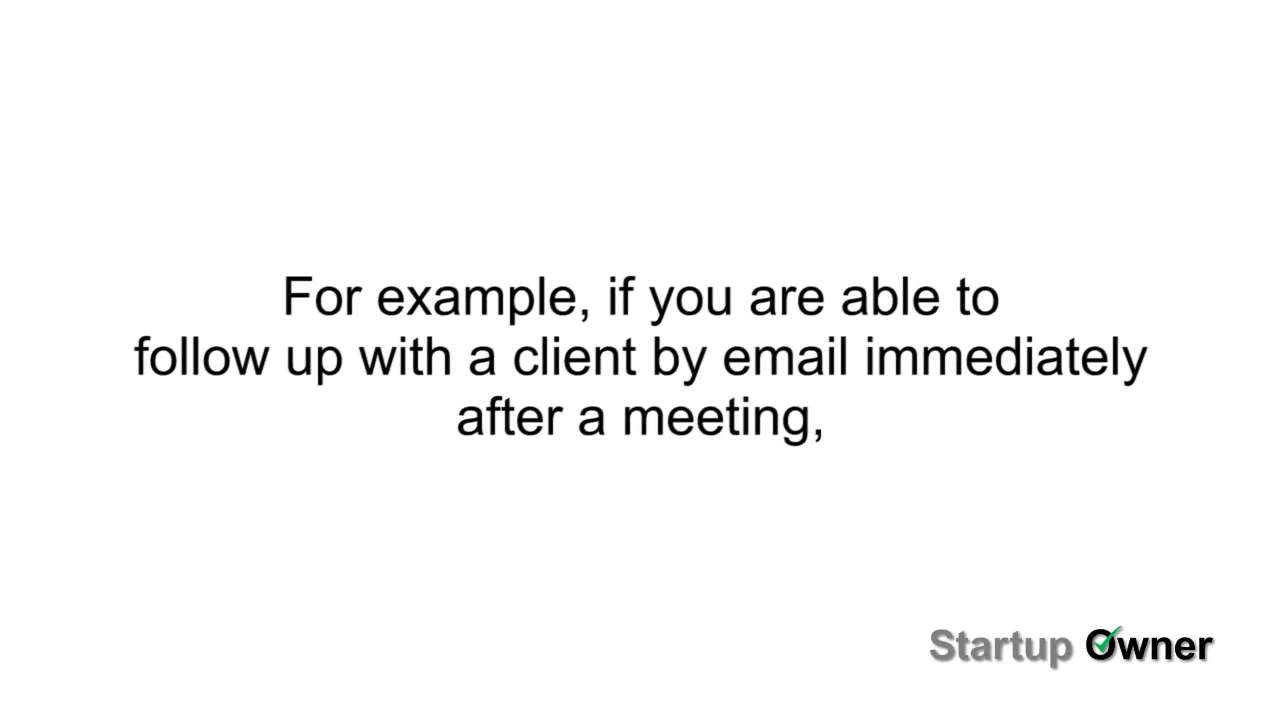 For example, if you are able to
follow up with a client by email immediately
after a meeting,
Startup Owner